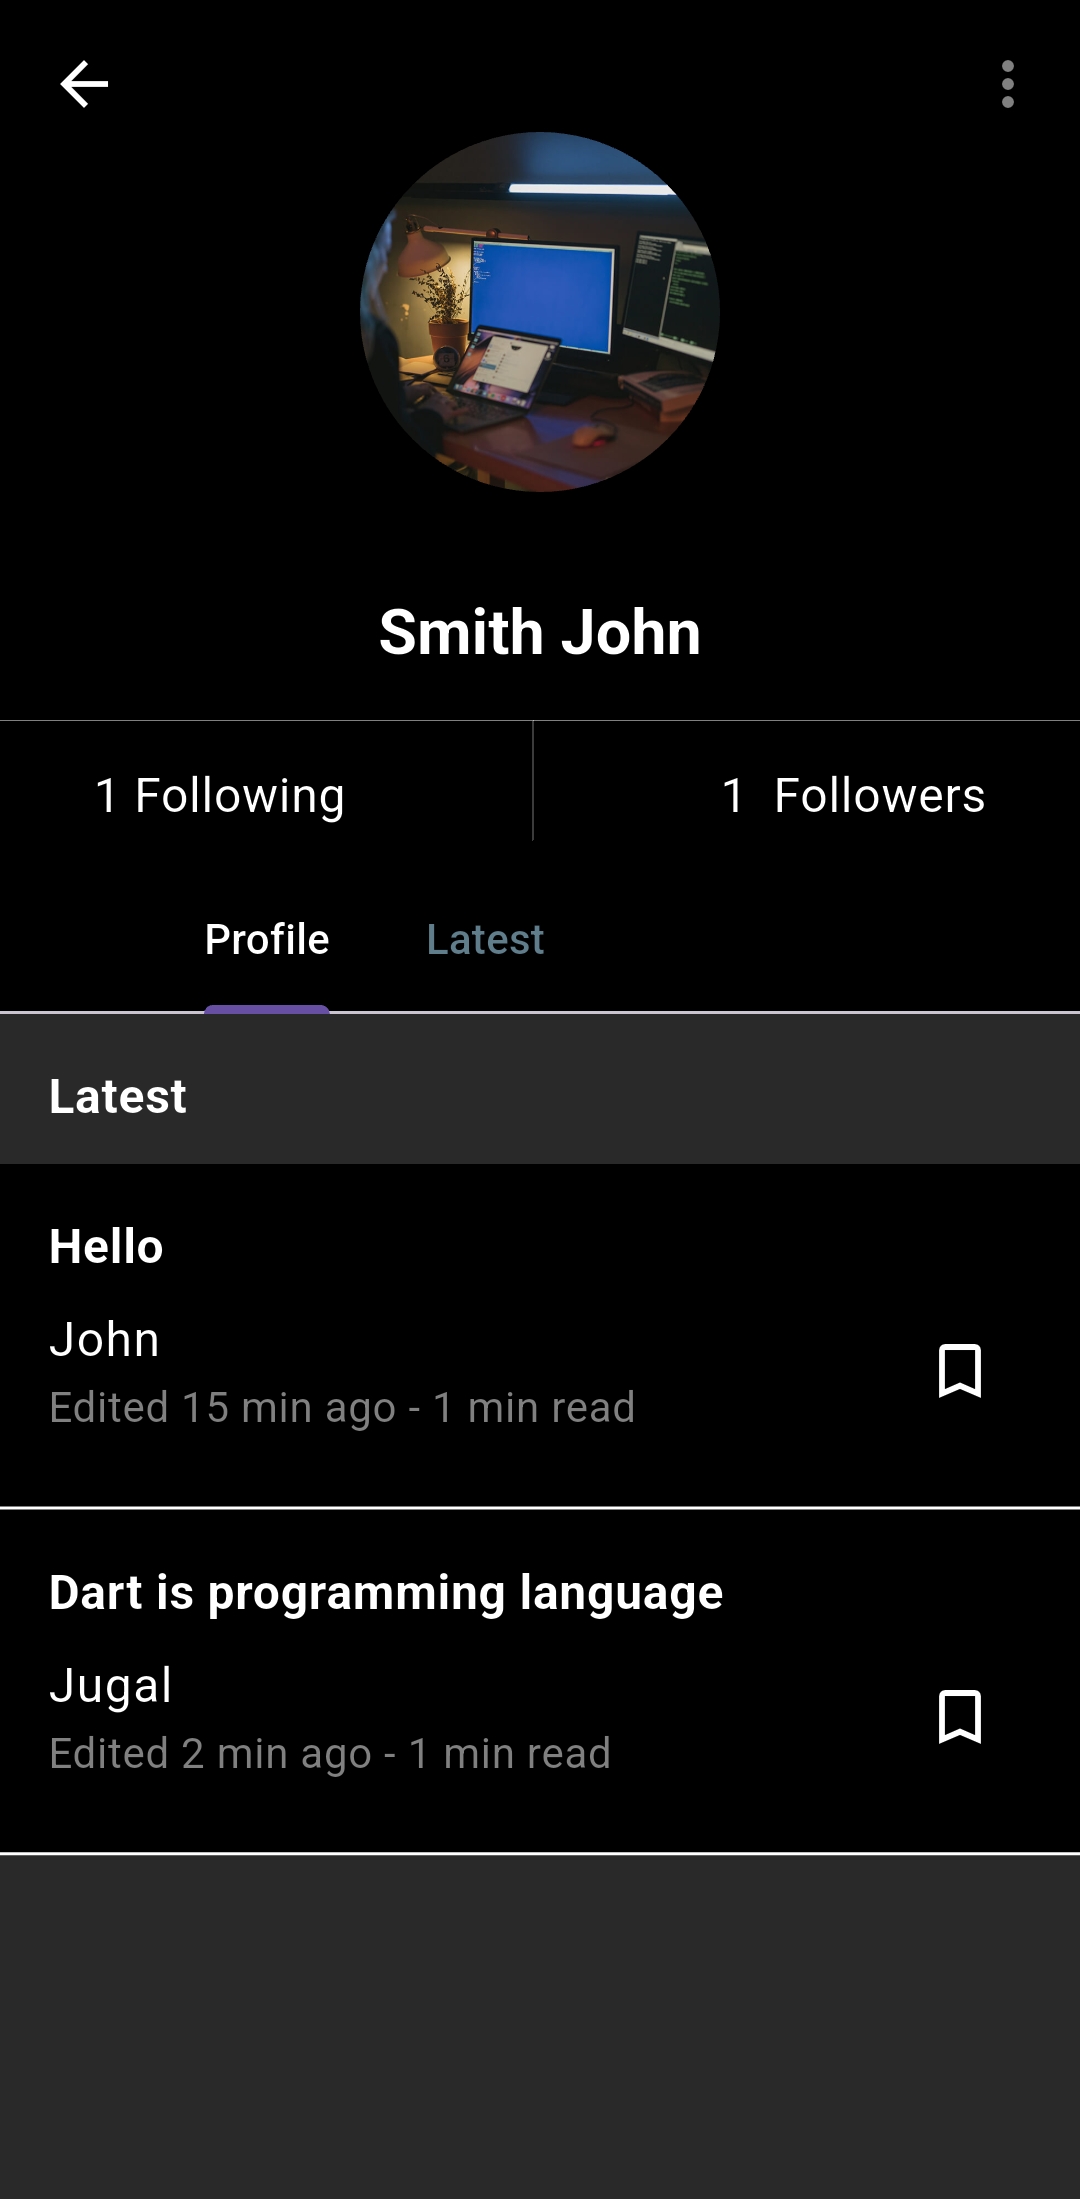 Smith John
1 Following
1 Followers
Profile
Latest
Latest
Hello
John
Edited 15 min ago - 1 min read
Dart is programming language
Jugal
Edited 2 min ago - 1 min read